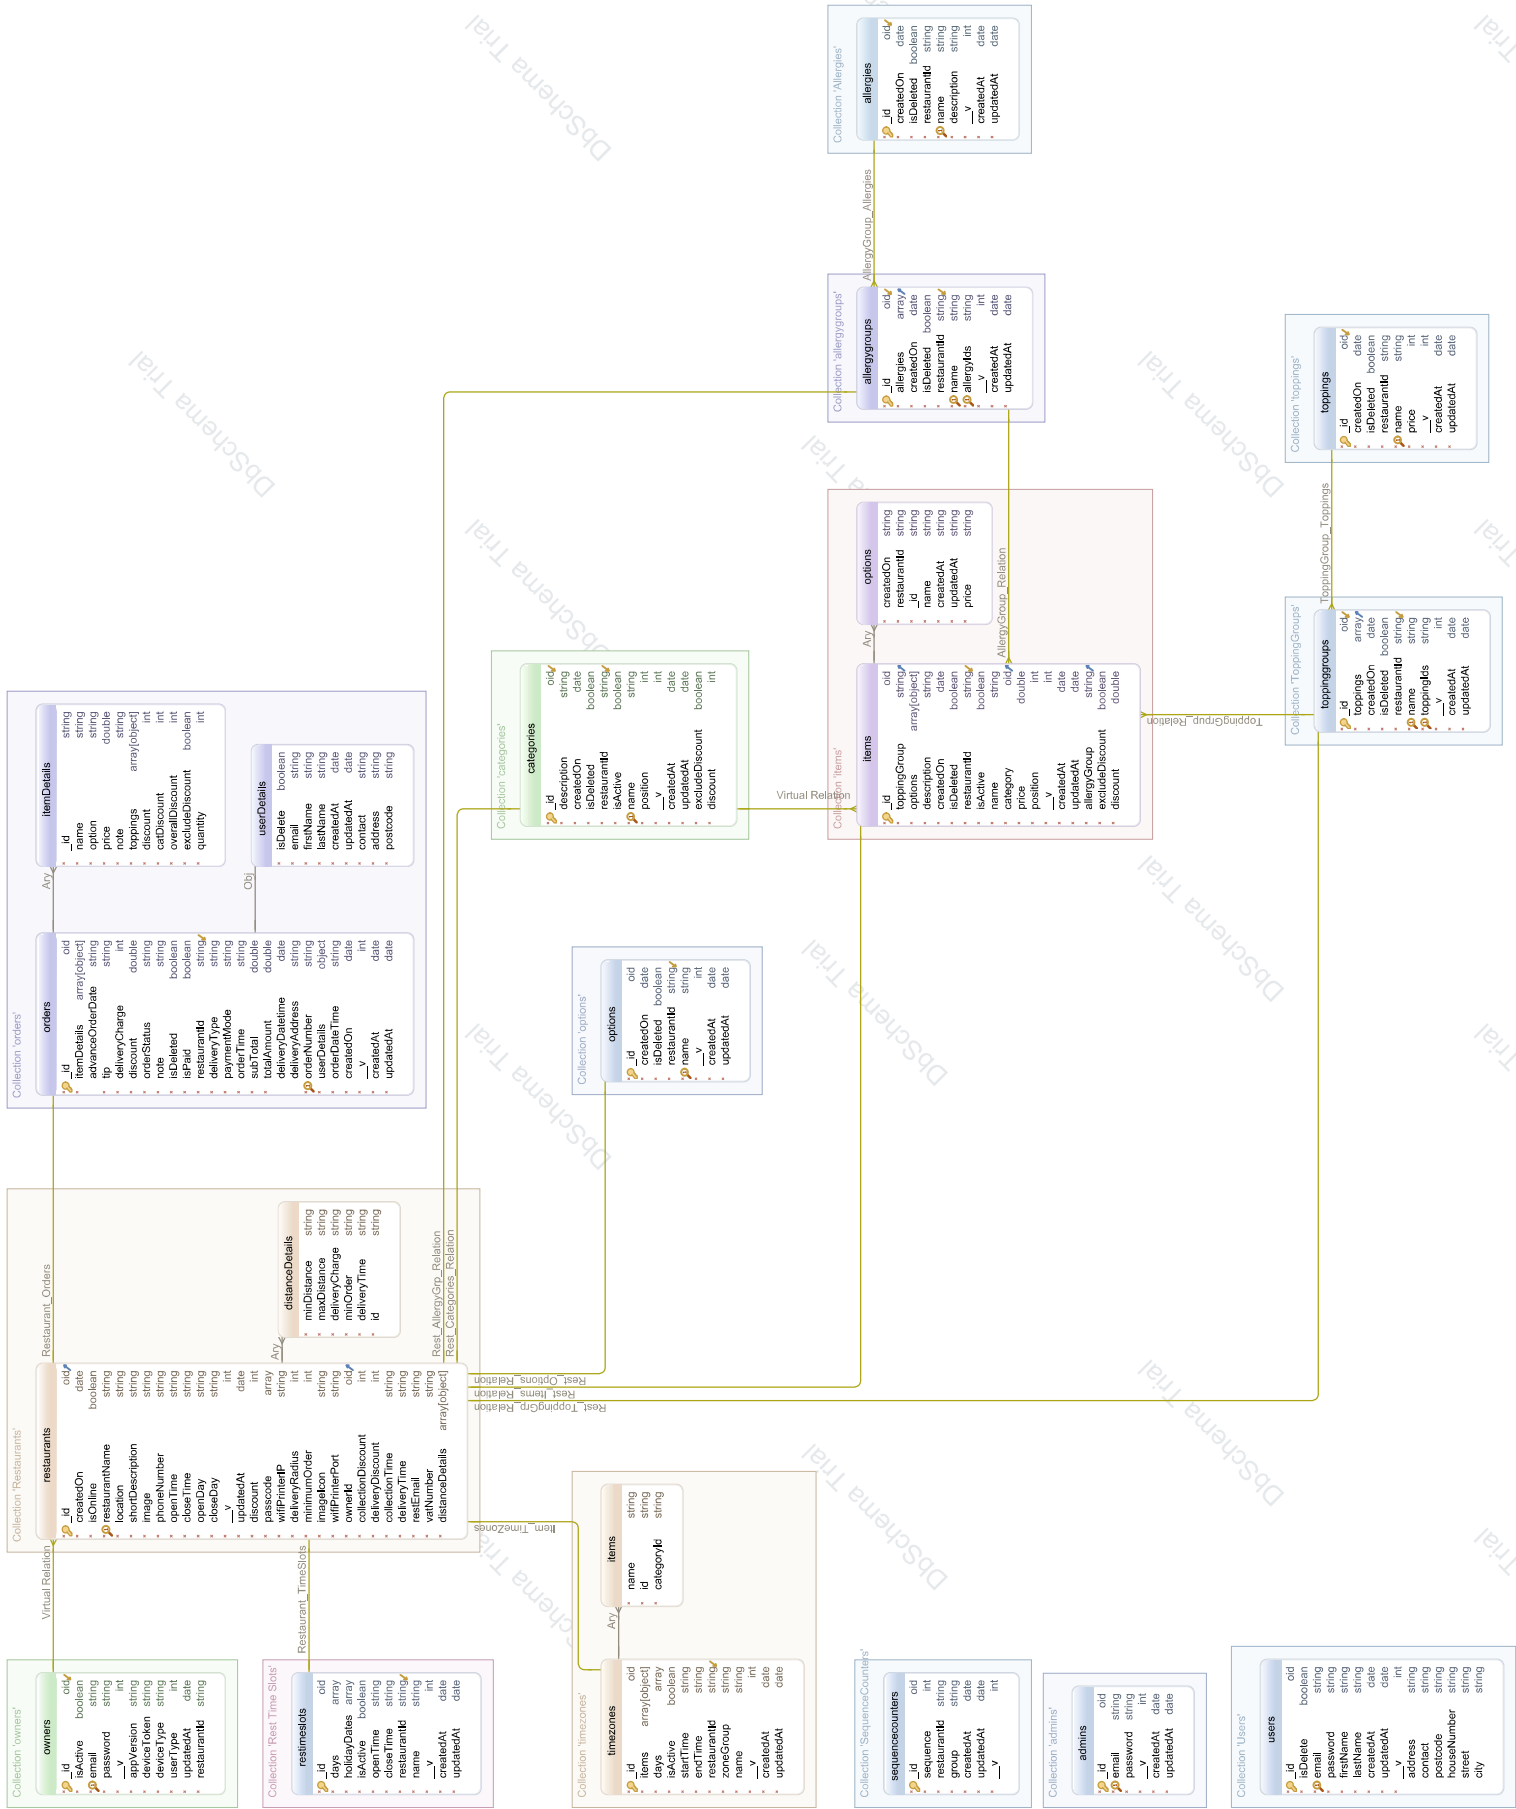 Collection 'owners'
owners
_id oid
isActive boolean
email string
password string
__v int
appVersion string
deviceToken string
deviceType string
userType int
updatedAt date
restaurantId string
Virtual Relation
Collection 'Restaurants'
restaurants
_id oid
createdOn date
isOnline boolean
restaurantName string
location string
shortDescription string
image string
phoneNumber string
openTime string
closeTime string
openDay string
closeDay string
__v int
updatedAt date
discount int
passcode array
wifiPrinterIP string
deliveryRadius int
minimumOrder int
imageIcon string
wifiPrinterPort string
ownerId oid
collectionDiscount int
deliveryDiscount int
collectionTime string
deliveryTime string
restEmail string
vatNumber string
distanceDetails array[object]
Ary
distanceDetails
minDistance string
maxDistance string
deliveryCharge string
minOrder string
deliveryTime string
id string
Restaurant_Orders
Collection 'orders'
orders
_id oid
itemDetails array[object]
advanceOrderDate string
tip string
deliveryCharge int
discount double
orderStatus string
note string
isDeleted boolean
isPaid boolean
restaurantId string
deliveryType string
paymentMode string
orderTime string
subTotal double
totalAmount double
deliveryDatetime date
deliveryAddress string
orderNumber string
userDetails object
orderDateTime string
createdOn date
__v int
createdAt date
updatedAt date
Ary
itemDetails
_id string
name string
option string
price double
note string
toppings array[object]
discount int
catDiscount int
overallDiscount int
excludeDiscount boolean
quantity int
Obj
userDetails
isDelete boolean
email string
firstName string
lastName string
createdAt date
updatedAt date
contact string
address string
postcode string
Collection 'Rest Time Slots'
restimeslots
_id oid
days array
holidayDates array
isActive boolean
openTime string
closeTime string
restaurantId string
name string
__v int
createdAt date
updatedAt date
Restaurant_TimeSlots
Rest_AllergyGrp_Relation
Rest_Categories_Relation
Rest_Options_Relation
Rest_Items_Relation
Rest_ToppingGrp_Relation
Item_TimeZones
Collection 'timezones'
timezones
_id oid
items array[object]
days array
isActive boolean
startTime string
endTime string
restaurantId string
zoneGroup string
name string
__v int
createdAt date
updatedAt date
Ary
items
name string
id string
categoryId string
Collection 'options'
options
_id oid
createdOn date
isDeleted boolean
restaurantId string
name string
__v int
createdAt date
updatedAt date
Collection 'categories'
categories
_id oid
description string
createdOn date
isDeleted boolean
restaurantId string
isActive boolean
name string
position int
__v int
createdAt date
updatedAt date
excludeDiscount boolean
discount int
Virtual Relation
Collection 'items'
items
_id oid
toppingGroup string
options array[object]
description string
createdOn date
isDeleted boolean
restaurantId string
isActive boolean
name string
category oid
price double
position int
__v int
createdAt date
updatedAt date
allergyGroup string
excludeDiscount boolean
discount double
Ary
options
createdOn string
restaurantId string
_id string
name string
createdAt string
updatedAt string
price string
AllergyGroup_Relation
Collection 'allergygroups'
allergygroups
_id oid
allergies array
createdOn date
isDeleted boolean
restaurantId string
name string
allergyIds string
__v int
createdAt date
updatedAt date
AllergyGroup_Allergies
Collection 'Allergies'
allergies
_id oid
createdOn date
isDeleted boolean
restaurantId string
name string
description string
__v int
createdAt date
updatedAt date
Collection 'SequenceCounters'
sequencecounters
_id oid
sequence int
restaurantId string
group string
createdAt date
updatedAt date
__v int
Collection 'admins'
admins
_id oid
email string
password string
__v int
createdAt date
updatedAt date
Collection 'Users'
users
_id oid
isDelete boolean
email string
password string
firstName string
lastName string
createdAt date
updatedAt date
__v int
address string
contact string
postcode string
houseNumber string
street string
city string
ToppingGroup_Relation
Collection 'ToppingGroups'
toppinggroups
_id oid
toppings array
createdOn date
isDeleted boolean
restaurantId string
name string
toppingIds string
__v int
createdAt date
updatedAt date
ToppingGroup_Toppings
Collection 'toppings'
toppings
_id oid
createdOn date
isDeleted boolean
restaurantId string
name string
price int
__v int
createdAt date
updatedAt date
DbSchema Trial
DbSchema Trial
DbSchema Trial
DbSchema Trial
DbSchema Trial
DbSchema Trial
DbSchema Trial
DbSchema Trial
DbSchema Trial
DbSchema Trial